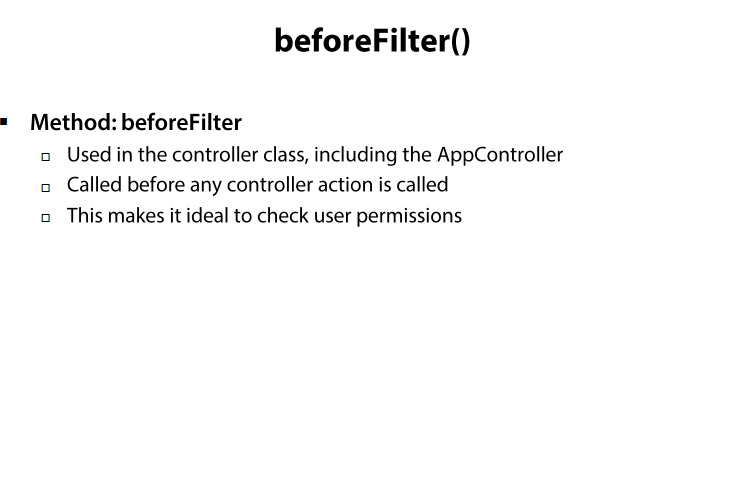 beforeFilter()
Method: beforeFilter
Used in the controller class, including the AppController
Called before any controller action is called
This makes it ideal to check user permissions